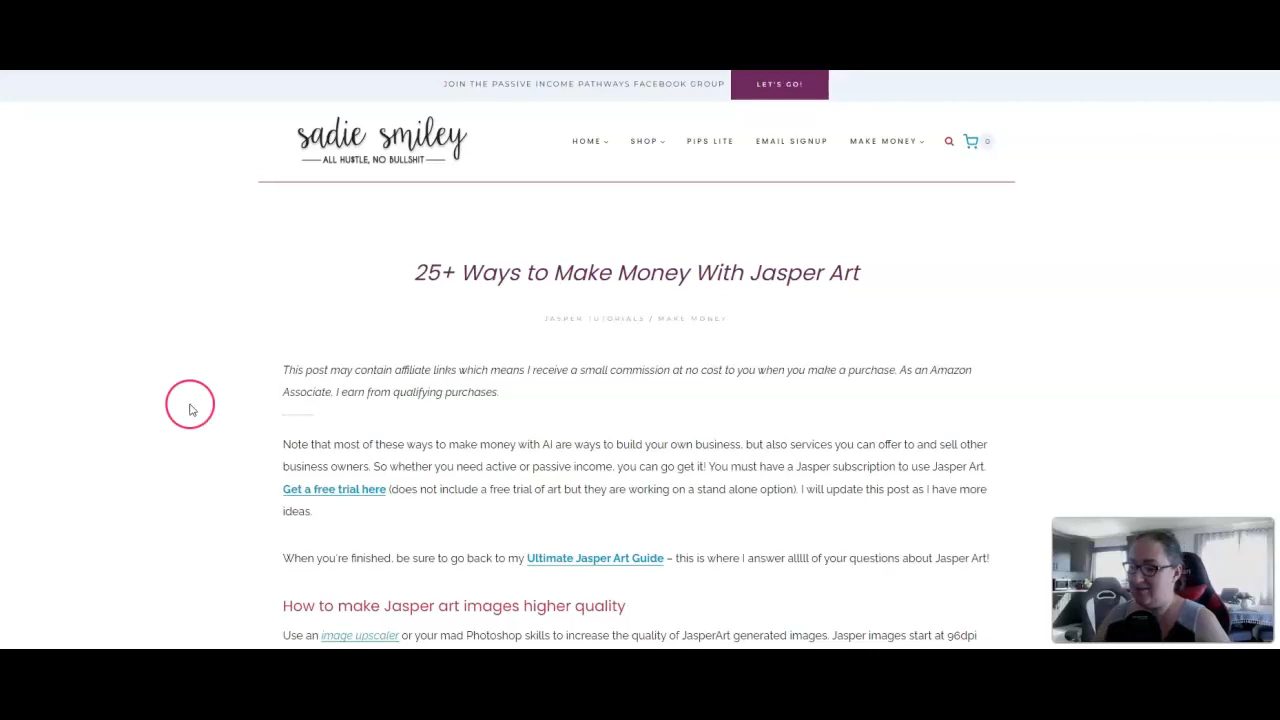 JOIN THE PASSIVE INCOME PATHWAYS FACEBOOK GROUP LET'S GO!
sadie smiley
ALL HU$TLE, NO BULLSHIT
HOME SHOP PIPS LITE EMAIL SIGNUP MAKE MONEY 0
25+ Ways to Make Money With Jasper Art
JASPER TUTORIALS / MAKE MONEY
This post may contain affiliate links which means I receive a small commission at no cost to you when you make a purchase. As an Amazon
Associate, I earn from qualifying purchases.
Note that most of these ways to make money with AI are ways to build your own business, but also services you can offer to and sell other
business owners. So whether you need active or passive income, you can go get it! You must have a Jasper subscription to use Jasper Art.
Get a free trial here (does not include a free trial of art but they are working on a stand alone option). I will update this post as I have more
ideas.
When you're finished, be sure to go back to my Ultimate Jasper Art Guide – this is where I answer alllll of your questions about Jasper Art!
How to make Jasper art images higher quality
Use an image upscaler or your mad Photoshop skills to increase the quality of JasperArt generated images. Jasper images start at 96dpi